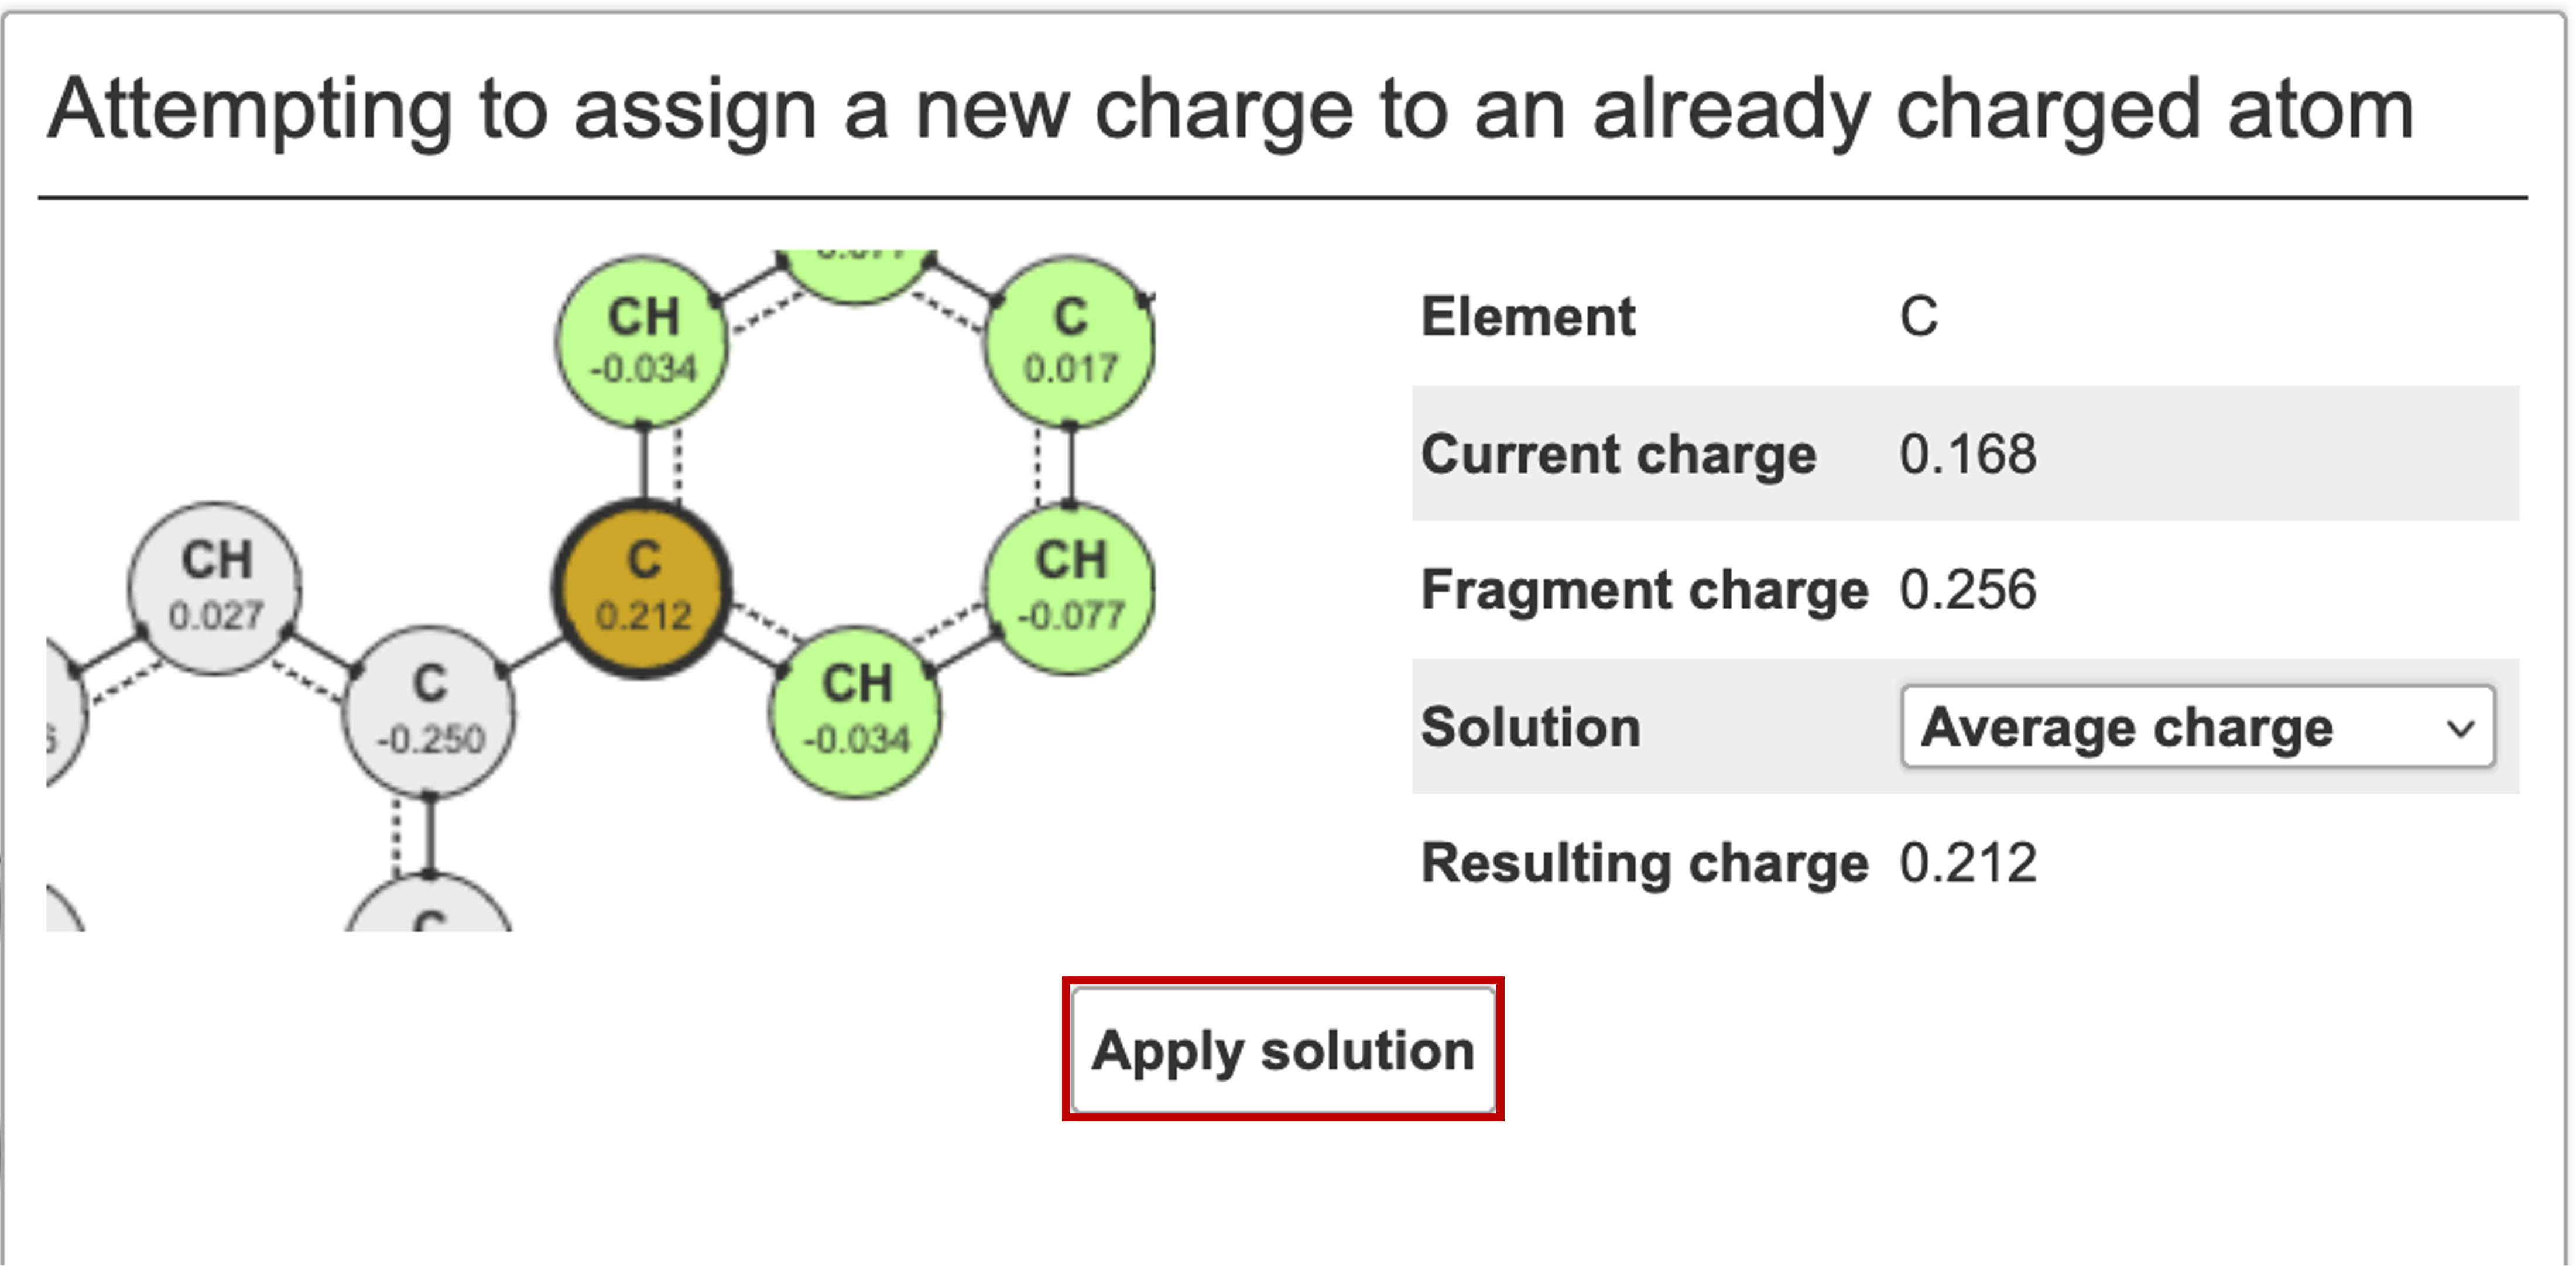 Attempting to assign a new charge to an already charged atom
CH
-0.034
C
0.017
CH
0.027
C
0.212
CH
-0.077
C
-0.250
CH
-0.034
C
Element C
Current charge 0.168
Fragment charge 0.256
Solution Average charge
Resulting charge 0.212
Apply solution